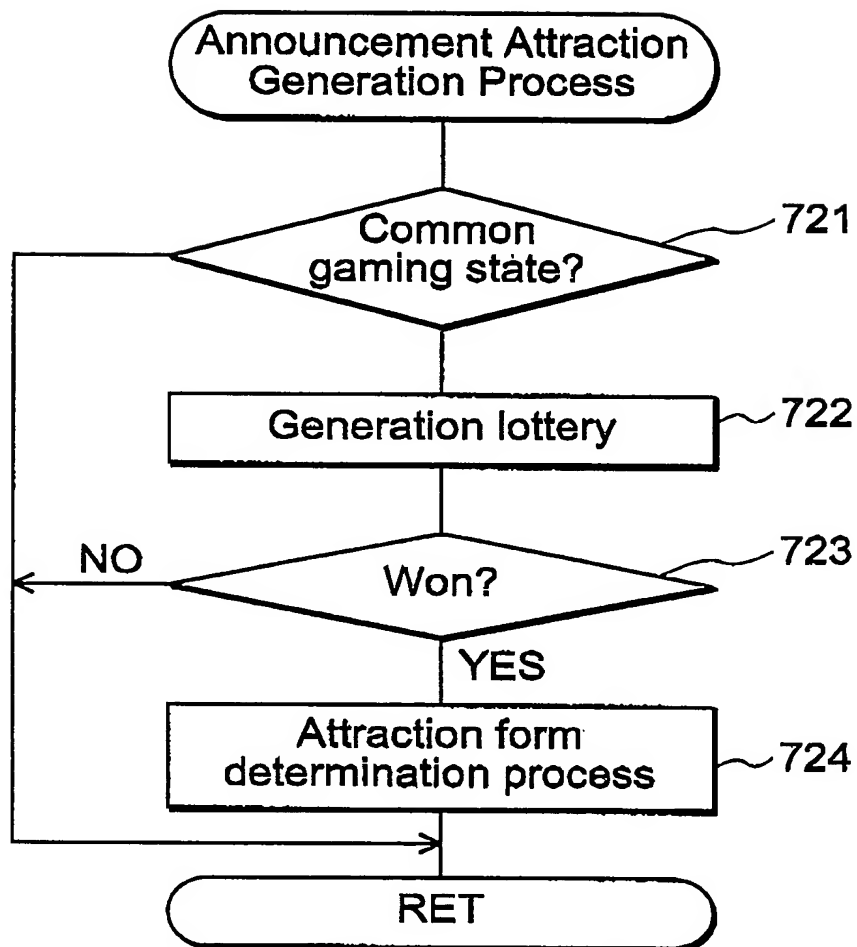 Announcement Attraction
Generation Process
Common
gaming state?
721
Generation lottery
722
Won?
723
NO
YES
Attraction form
determination process
724
RET